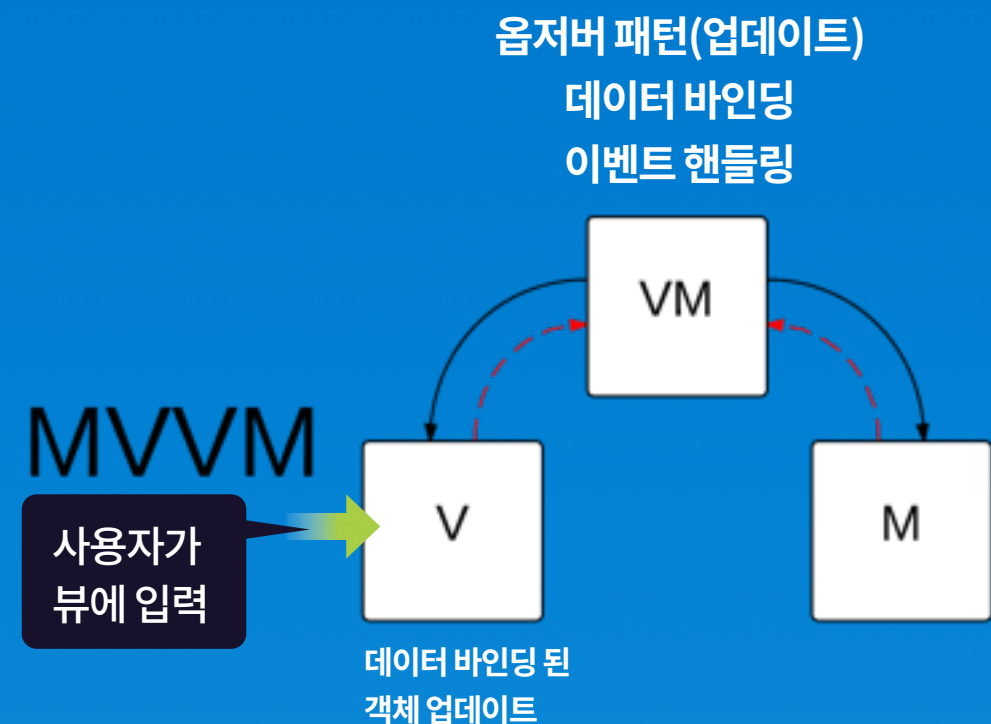 옵저버 패턴(업데이트)
데이터 바인딩
이벤트 핸들링
VM
MVVM
사용자가
뷰에 입력
V
M
데이터 바인딩 된
객체 업데이트